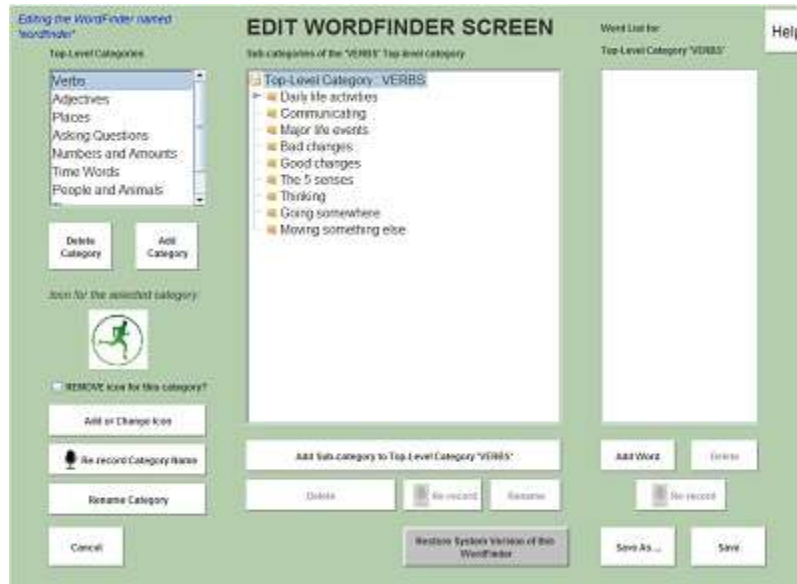 Editing the WordFinder named
'wordfinder'
EDIT WORDFINDER SCREEN
Help
Top-Level Categories
Verbs
Adjectives
Places
Asking Questions
Numbers and Amounts
Time Words
People and Animals
Delete
Category
Add
Category
Icon for the selected category:
REMOVE icon for this category?
Add or Change Icon
Re-record Category Name
Rename Category
Cancel
Sub-categories of the 'VERBS' Top-level category
Top-Level Category : VERBS
Daily life activities
Communicating
Major life events
Bad changes
Good changes
The 5 senses
Thinking
Going somewhere
Moving something else
Add Sub-category to Top-Level Category 'VERBS'
Delete
Re-record
Rename
Restore System Version of this
WordFinder
Word List for
Top-Level Category 'VERBS'
Add Word
Delete
Re-record
Save As...
Save